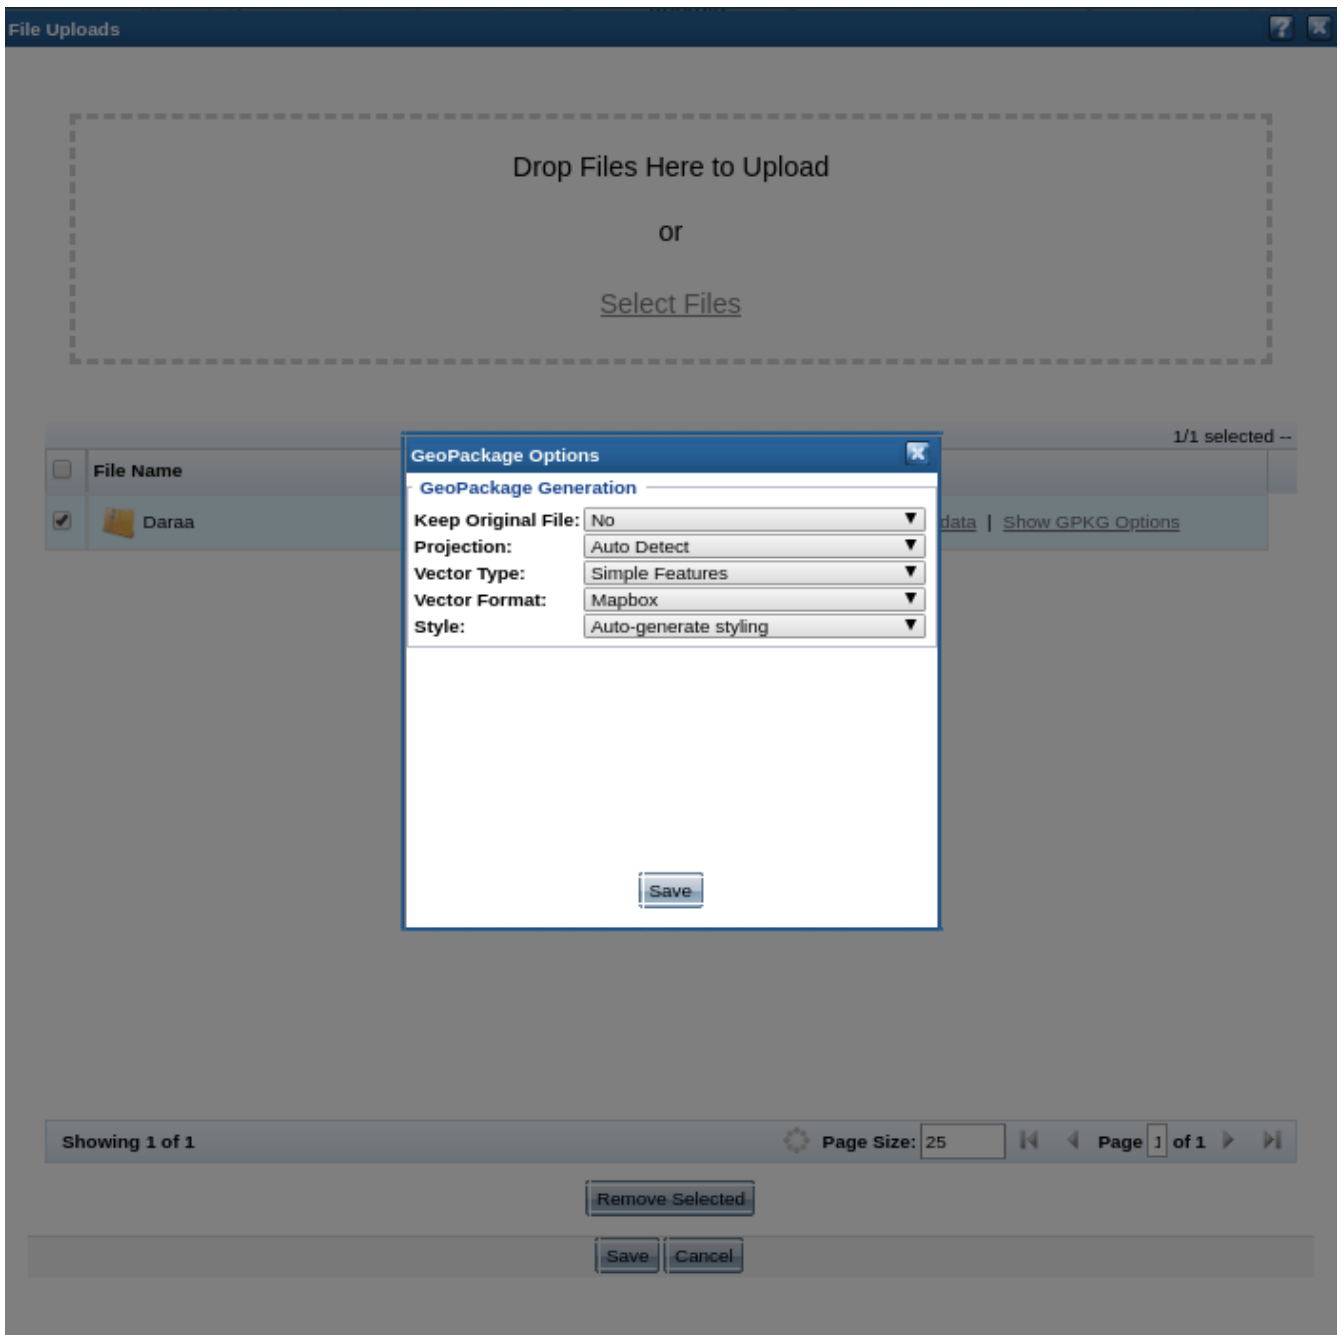 File Uploads
Drop Files Here to Upload
or
Select Files
1/1 selected --
File Name
Daraa
data | Show GPKG Options
GeoPackage Options
GeoPackage Generation
Keep Original File: No
Projection: Auto Detect
Vector Type: Simple Features
Vector Format: Mapbox
Style: Auto-generate styling
Save
Showing 1 of 1 Page Size: 25 Page 1 of 1
Remove Selected
Save Cancel